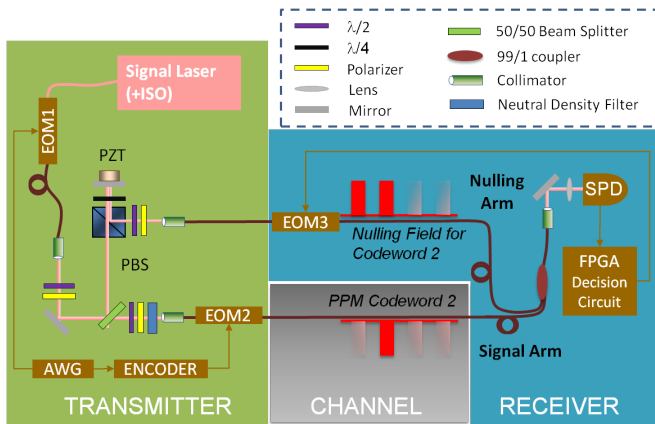 λ/2
λ/4
Polarizer
Lens
Mirror
50/50 Beam Splitter
99/1 coupler
Collimator
Neutral Density Filter
Signal Laser
(+ISO)
EOM1
PZT
PBS
EOM3
Nulling Field for
Codeword 2
Nulling
Arm
SPD
FPGA
Decision
Circuit
EOM2
PPM Codeword 2
Signal Arm
AWG
ENCODER
TRANSMITTER
CHANNEL
RECEIVER